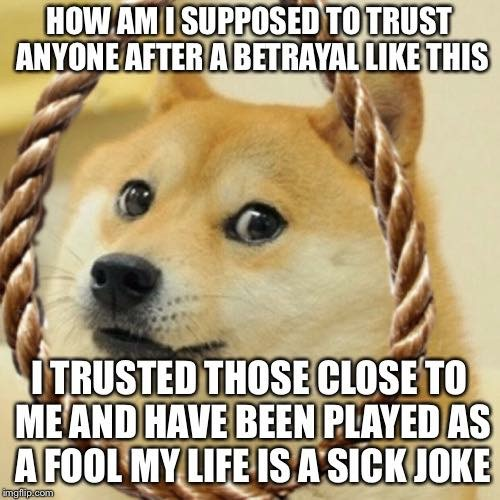 HOW AM I SUPPOSED TO TRUST
ANYONE AFTER A BETRAYAL LIKE THIS
I TRUSTED THOSE CLOSE TO
ME AND HAVE BEEN PLAYED AS
A FOOL MY LIFE IS A SICK JOKE
imgflip.com